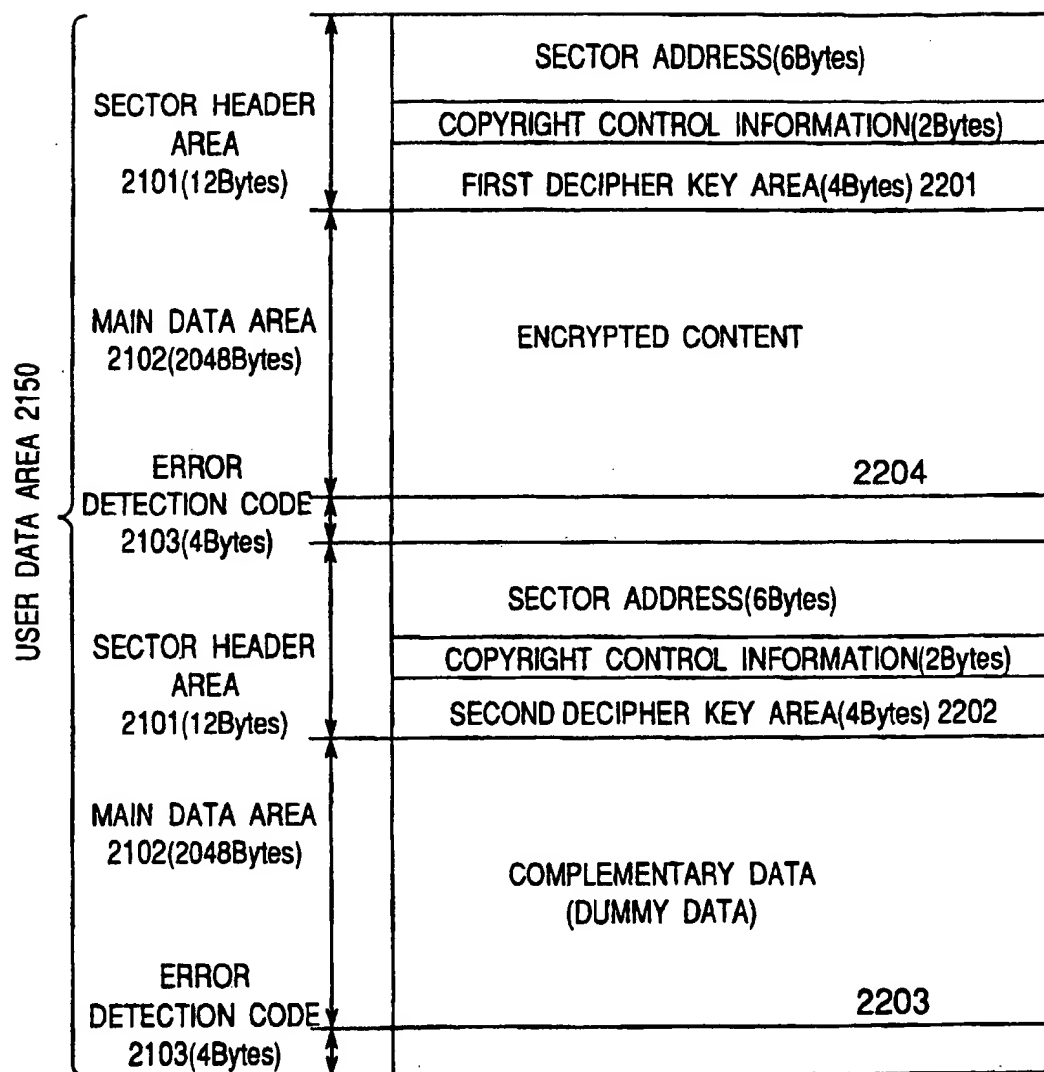 USER DATA AREA 2150
SECTOR HEADER
AREA
2101(12Bytes)
SECTOR ADDRESS(6Bytes)
COPYRIGHT CONTROL INFORMATION(2Bytes)
FIRST DECIPHER KEY AREA(4Bytes) 2201
MAIN DATA AREA
2102(2048Bytes)
ENCRYPTED CONTENT
2204
ERROR
DETECTION CODE
2103(4Bytes)
SECTOR HEADER
AREA
2101(12Bytes)
SECTOR ADDRESS(6Bytes)
COPYRIGHT CONTROL INFORMATION(2Bytes)
SECOND DECIPHER KEY AREA(4Bytes) 2202
MAIN DATA AREA
2102(2048Bytes)
COMPLEMENTARY DATA
(DUMMY DATA)
2203
ERROR
DETECTION CODE
2103(4Bytes)